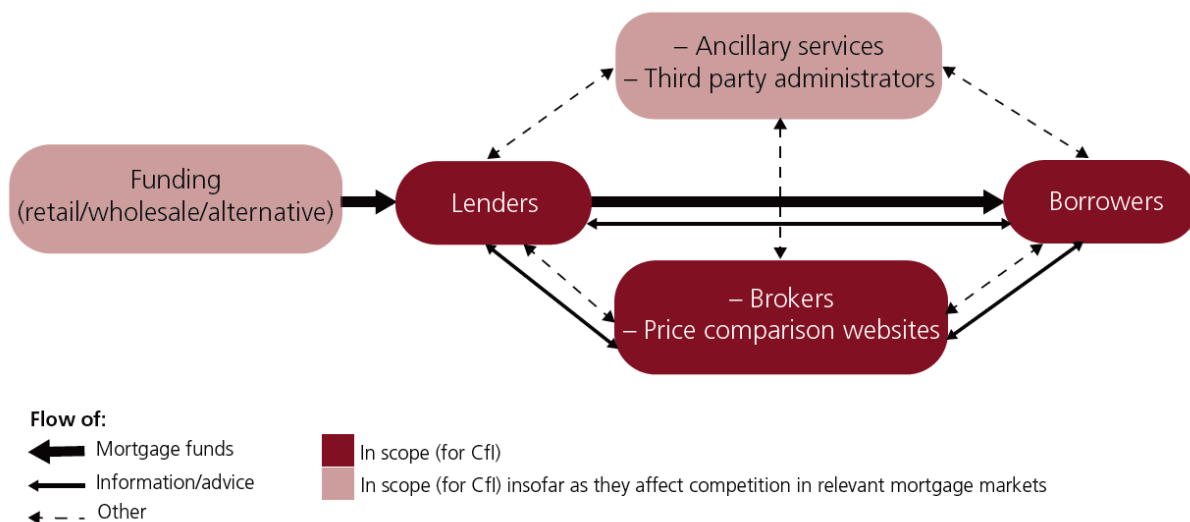 – Ancillary services
– Third party administrators
Funding
(retail/wholesale/alternative)
Lenders
Borrowers
– Brokers
– Price comparison websites
Flow of:
Mortgage funds
Information/advice
Other
In scope (for CfI)
In scope (for CfI) insofar as they affect competition in relevant mortgage markets